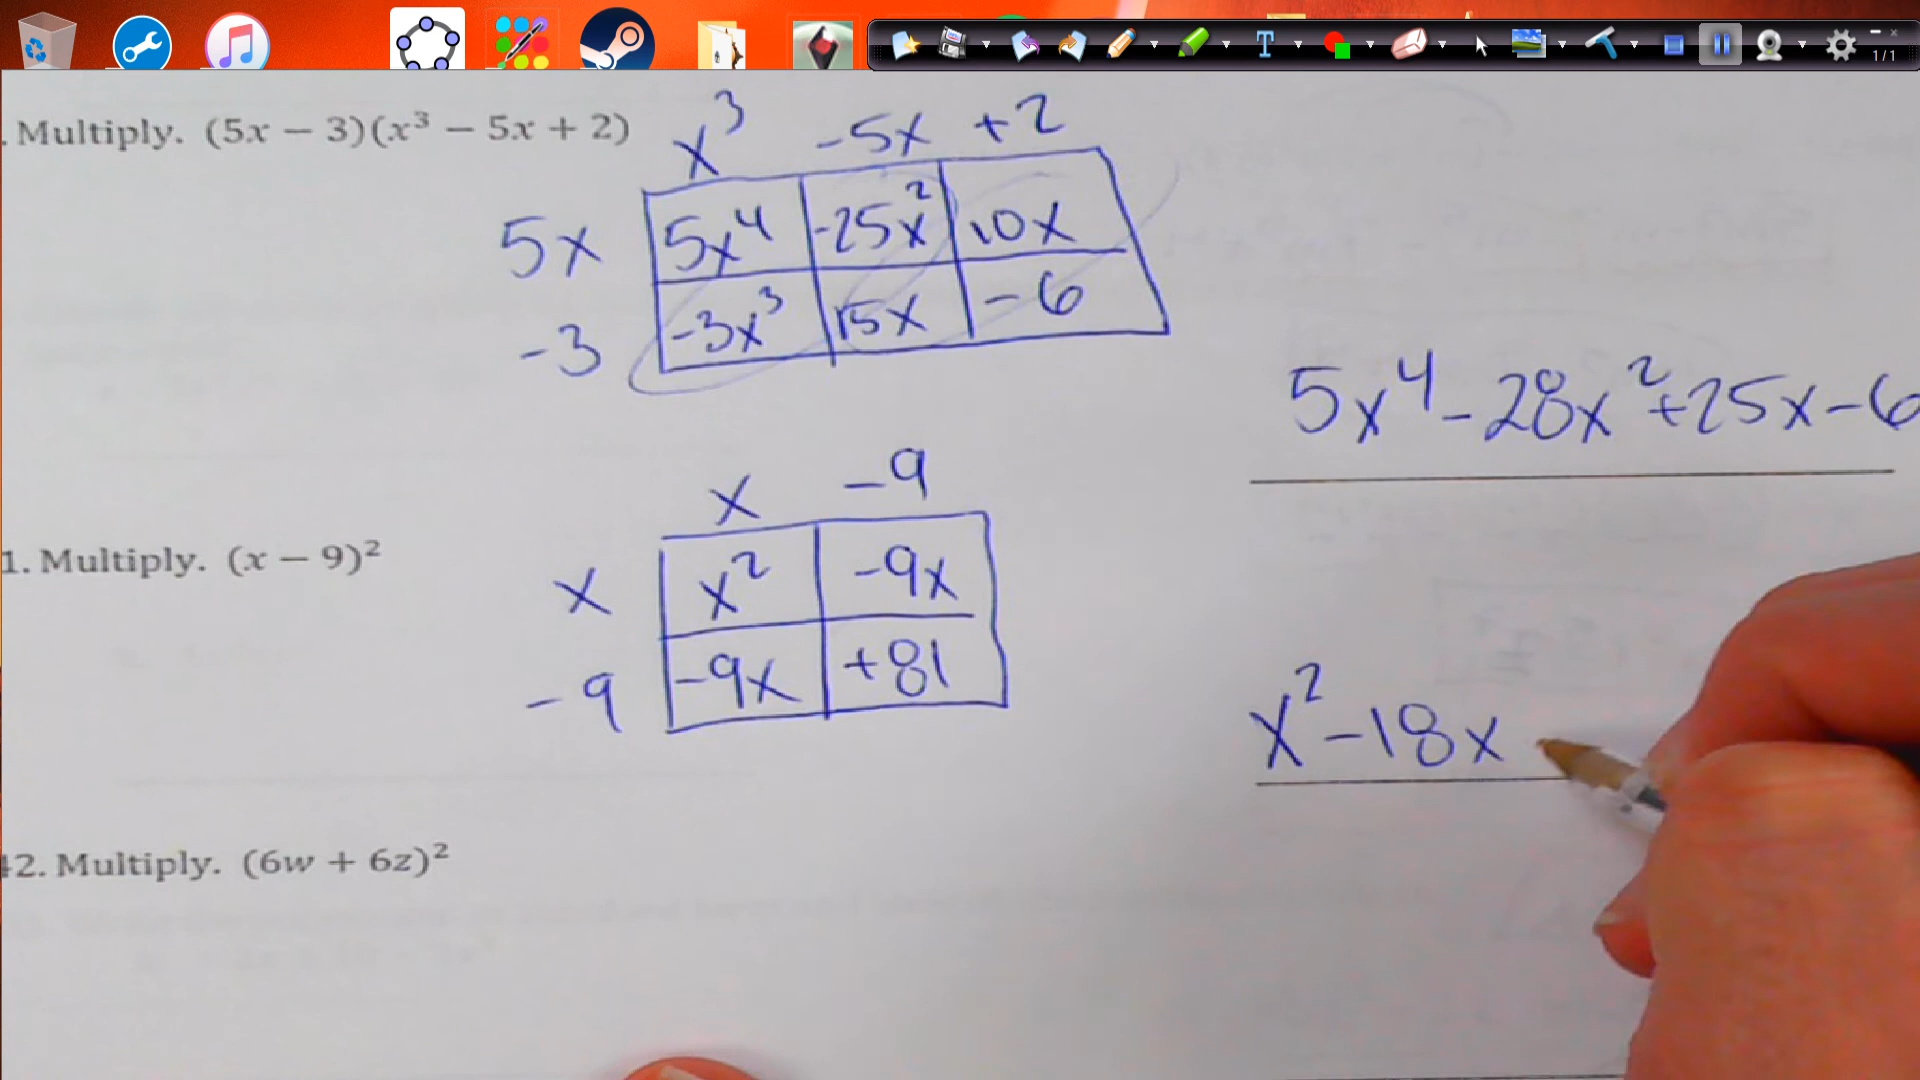 1/1
. Multiply. (5x − 3)(x³ − 5x + 2)
x³ -5x +2
5x 5x⁴ -25x² 10x
-3 -3x³ 15x -6
5x⁴-28x²+25x-6
x -9
1. Multiply. (x − 9)²
x x² -9x
-9 -9x +81
x²-18x
42. Multiply. (6w + 6z)²